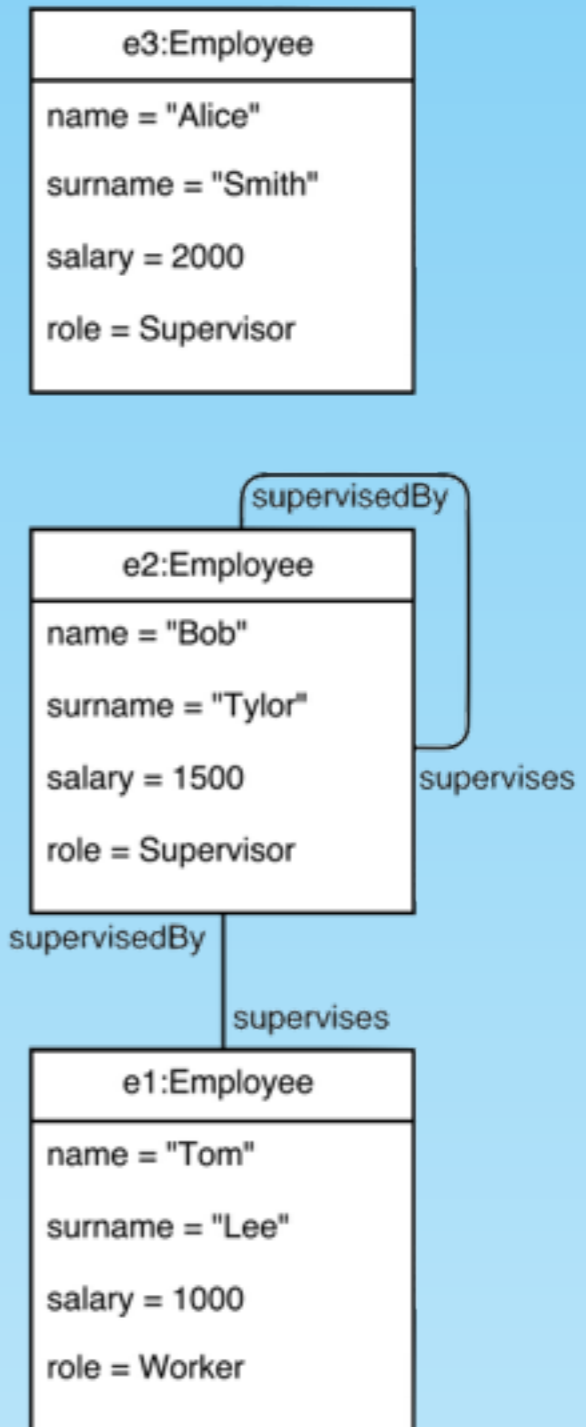 e3:Employee
name = "Alice"
surname = "Smith"
salary = 2000
role = Supervisor
supervisedBy
e2:Employee
name = "Bob"
surname = "Tylor"
salary = 1500
supervises
role = Supervisor
supervisedBy
supervises
e1:Employee
name = "Tom"
surname = "Lee"
salary = 1000
role = Worker